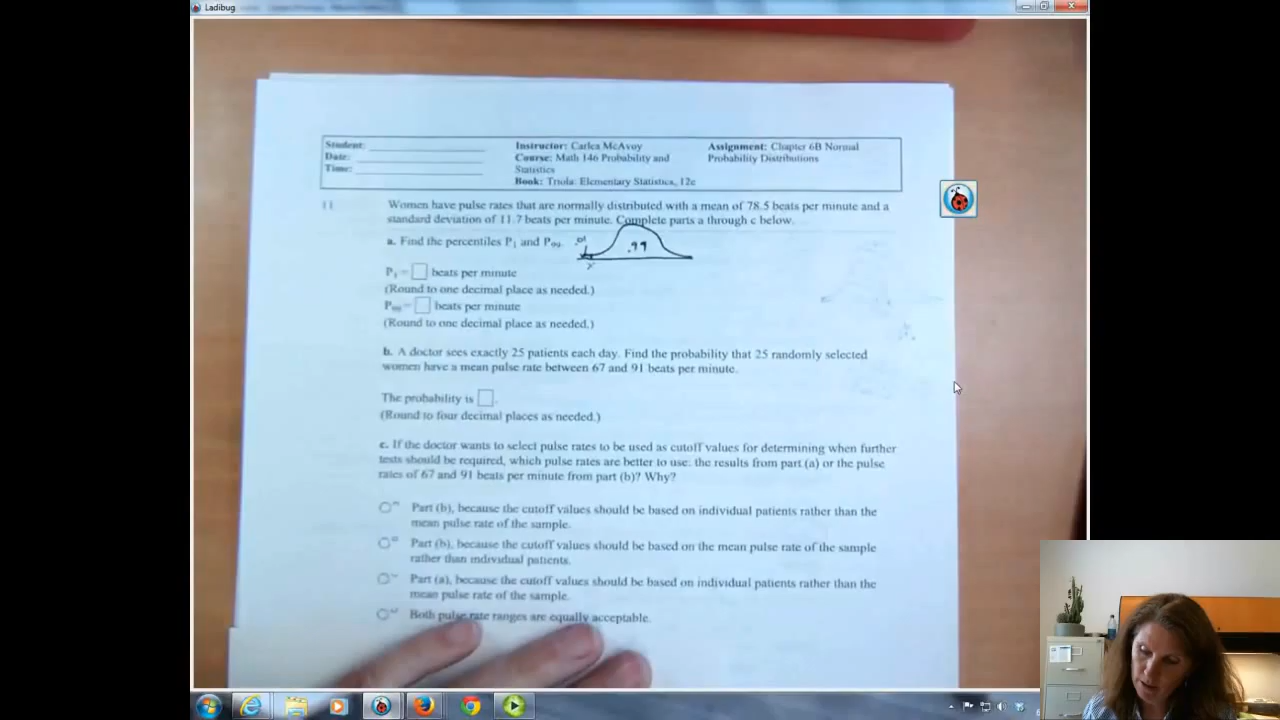 Ladibug
Student:
Date:
Time:
Instructor: Carlea McAvoy
Course: Math 146 Probability and
Statistics
Book: Triola: Elementary Statistics, 12e
Assignment: Chapter 6B Normal
Probability Distributions
11
Women have pulse rates that are normally distributed with a mean of 78.5 beats per minute and a
standard deviation of 11.7 beats per minute. Complete parts a through c below.
a. Find the percentiles P1 and P99.
.01
.99
x
P1 = beats per minute
(Round to one decimal place as needed.)
P99 = beats per minute
(Round to one decimal place as needed.)
b. A doctor sees exactly 25 patients each day. Find the probability that 25 randomly selected
women have a mean pulse rate between 67 and 91 beats per minute.
The probability is .
(Round to four decimal places as needed.)
c. If the doctor wants to select pulse rates to be used as cutoff values for determining when further
tests should be required, which pulse rates are better to use: the results from part (a) or the pulse
rates of 67 and 91 beats per minute from part (b)? Why?
Part (b), because the cutoff values should be based on individual patients rather than the
mean pulse rate of the sample.
Part (b), because the cutoff values should be based on the mean pulse rate of the sample
rather than individual patients.
Part (a), because the cutoff values should be based on individual patients rather than the
mean pulse rate of the sample.
Both pulse rate ranges are equally acceptable.